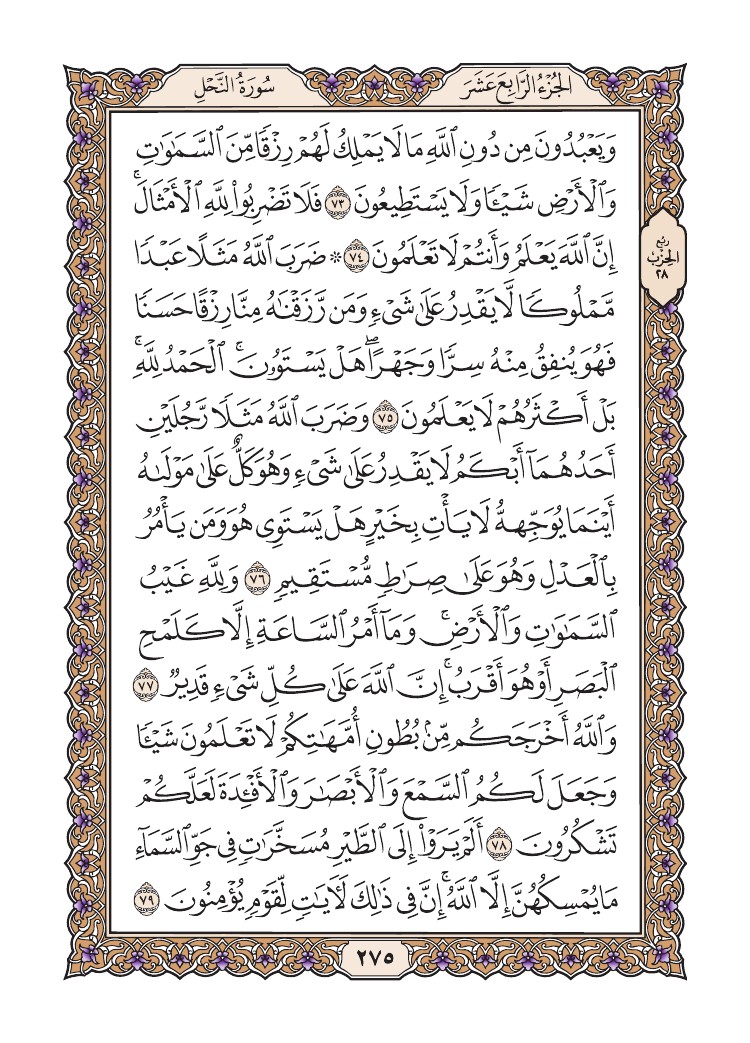 الجُزْءُ الرَّابِعَ عَشَرَ
سُورَةُ النَّحْلِ
وَيَعْبُدُونَ مِن دُونِ ٱللَّهِ مَا لَا يَمْلِكُ لَهُمْ رِزْقًا مِّنَ ٱلسَّمَٰوَٰتِ
وَٱلْأَرْضِ شَيْـًٔا وَلَا يَسْتَطِيعُونَ ٧٣ فَلَا تَضْرِبُوا۟ لِلَّهِ ٱلْأَمْثَالَ ۚ
إِنَّ ٱللَّهَ يَعْلَمُ وَأَنتُمْ لَا تَعْلَمُونَ ٧٤ ۞ ضَرَبَ ٱللَّهُ مَثَلًا عَبْدًا
مَّمْلُوكًا لَّا يَقْدِرُ عَلَىٰ شَىْءٍ وَمَن رَّزَقْنَٰهُ مِنَّا رِزْقًا حَسَنًا
فَهُوَ يُنفِقُ مِنْهُ سِرًّا وَجَهْرًا ۖ هَلْ يَسْتَوُۥنَ ۚ ٱلْحَمْدُ لِلَّهِ ۚ
بَلْ أَكْثَرُهُمْ لَا يَعْلَمُونَ ٧٥ وَضَرَبَ ٱللَّهُ مَثَلًا رَّجُلَيْنِ
أَحَدُهُمَآ أَبْكَمُ لَا يَقْدِرُ عَلَىٰ شَىْءٍ وَهُوَ كَلٌّ عَلَىٰ مَوْلَىٰهُ
أَيْنَمَا يُوَجِّههُّ لَا يَأْتِ بِخَيْرٍ هَلْ يَسْتَوِى هُوَ وَمَن يَأْمُرُ
بِٱلْعَدْلِ وَهُوَ عَلَىٰ صِرَٰطٍ مُّسْتَقِيمٍ ٧٦ وَلِلَّهِ غَيْبُ
ٱلسَّمَٰوَٰتِ وَٱلْأَرْضِ ۚ وَمَآ أَمْرُ ٱلسَّاعَةِ إِلَّا كَلَمْحِ
ٱلْبَصَرِ أَوْ هُوَ أَقْرَبُ ۚ إِنَّ ٱللَّهَ عَلَىٰ كُلِّ شَىْءٍ قَدِيرٌ ٧٧
وَٱللَّهُ أَخْرَجَكُم مِّنۢ بُطُونِ أُمَّهَٰتِكُمْ لَا تَعْلَمُونَ شَيْـًٔا
وَجَعَلَ لَكُمُ ٱلسَّمْعَ وَٱلْأَبْصَٰرَ وَٱلْأَفْـِٔدَةَ لَعَلَّكُمْ
تَشْكُرُونَ ٧٨ أَلَمْ يَرَوْا۟ إِلَى ٱلطَّيْرِ مُسَخَّرَٰتٍ فِى جَوِّ ٱلسَّمَآءِ
مَا يُمْسِكُهُنَّ إِلَّا ٱللَّهُ ۗ إِنَّ فِى ذَٰلِكَ لَـَٔايَٰتٍ لِّقَوْمٍ يُؤْمِنُونَ ٧٩
رُبْعُ
الحِزْبِ
٢٨
٢٧٥